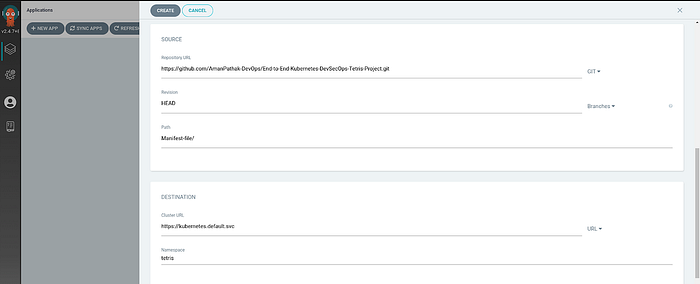 v2.4.7+
Applications
+ NEW APP
SYNC APPS
REFRESH
CREATE
CANCEL
SOURCE
Repository URL
https://github.com/AmanPathak-DevOps/End-to-End-Kubernetes-DevSecOps-Tetris-Project.git
GIT
Revision
HEAD
Branches
Path
Manifest-file/
DESTINATION
Cluster URL
https://kubernetes.default.svc
URL
Namespace
tetris